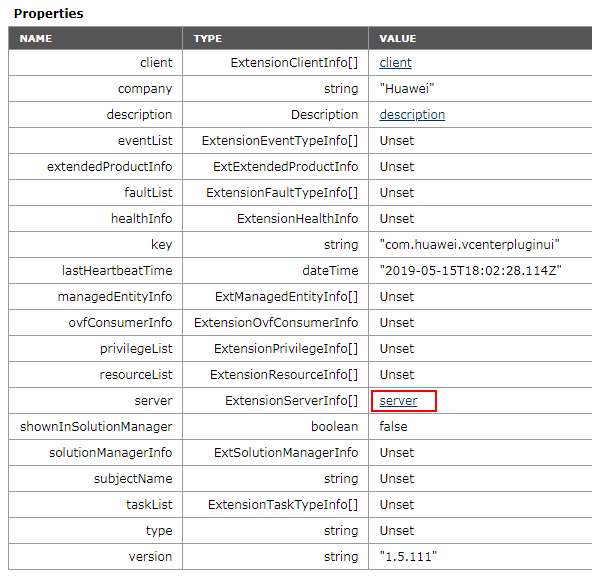 Properties
NAME TYPE VALUE
client ExtensionClientInfo[] client
company string "Huawei"
description Description description
eventList ExtensionEventTypeInfo[] Unset
extendedProductInfo ExtExtendedProductInfo Unset
faultList ExtensionFaultTypeInfo[] Unset
healthInfo ExtensionHealthInfo Unset
key string "com.huawei.vcenterpluginui"
lastHeartbeatTime dateTime "2019-05-15T18:02:28.114Z"
managedEntityInfo ExtManagedEntityInfo[] Unset
ovfConsumerInfo ExtensionOvfConsumerInfo Unset
privilegeList ExtensionPrivilegeInfo[] Unset
resourceList ExtensionResourceInfo[] Unset
server ExtensionServerInfo[] server
shownInSolutionManager boolean false
solutionManagerInfo ExtSolutionManagerInfo Unset
subjectName string Unset
taskList ExtensionTaskTypeInfo[] Unset
type string Unset
version string "1.5.111"